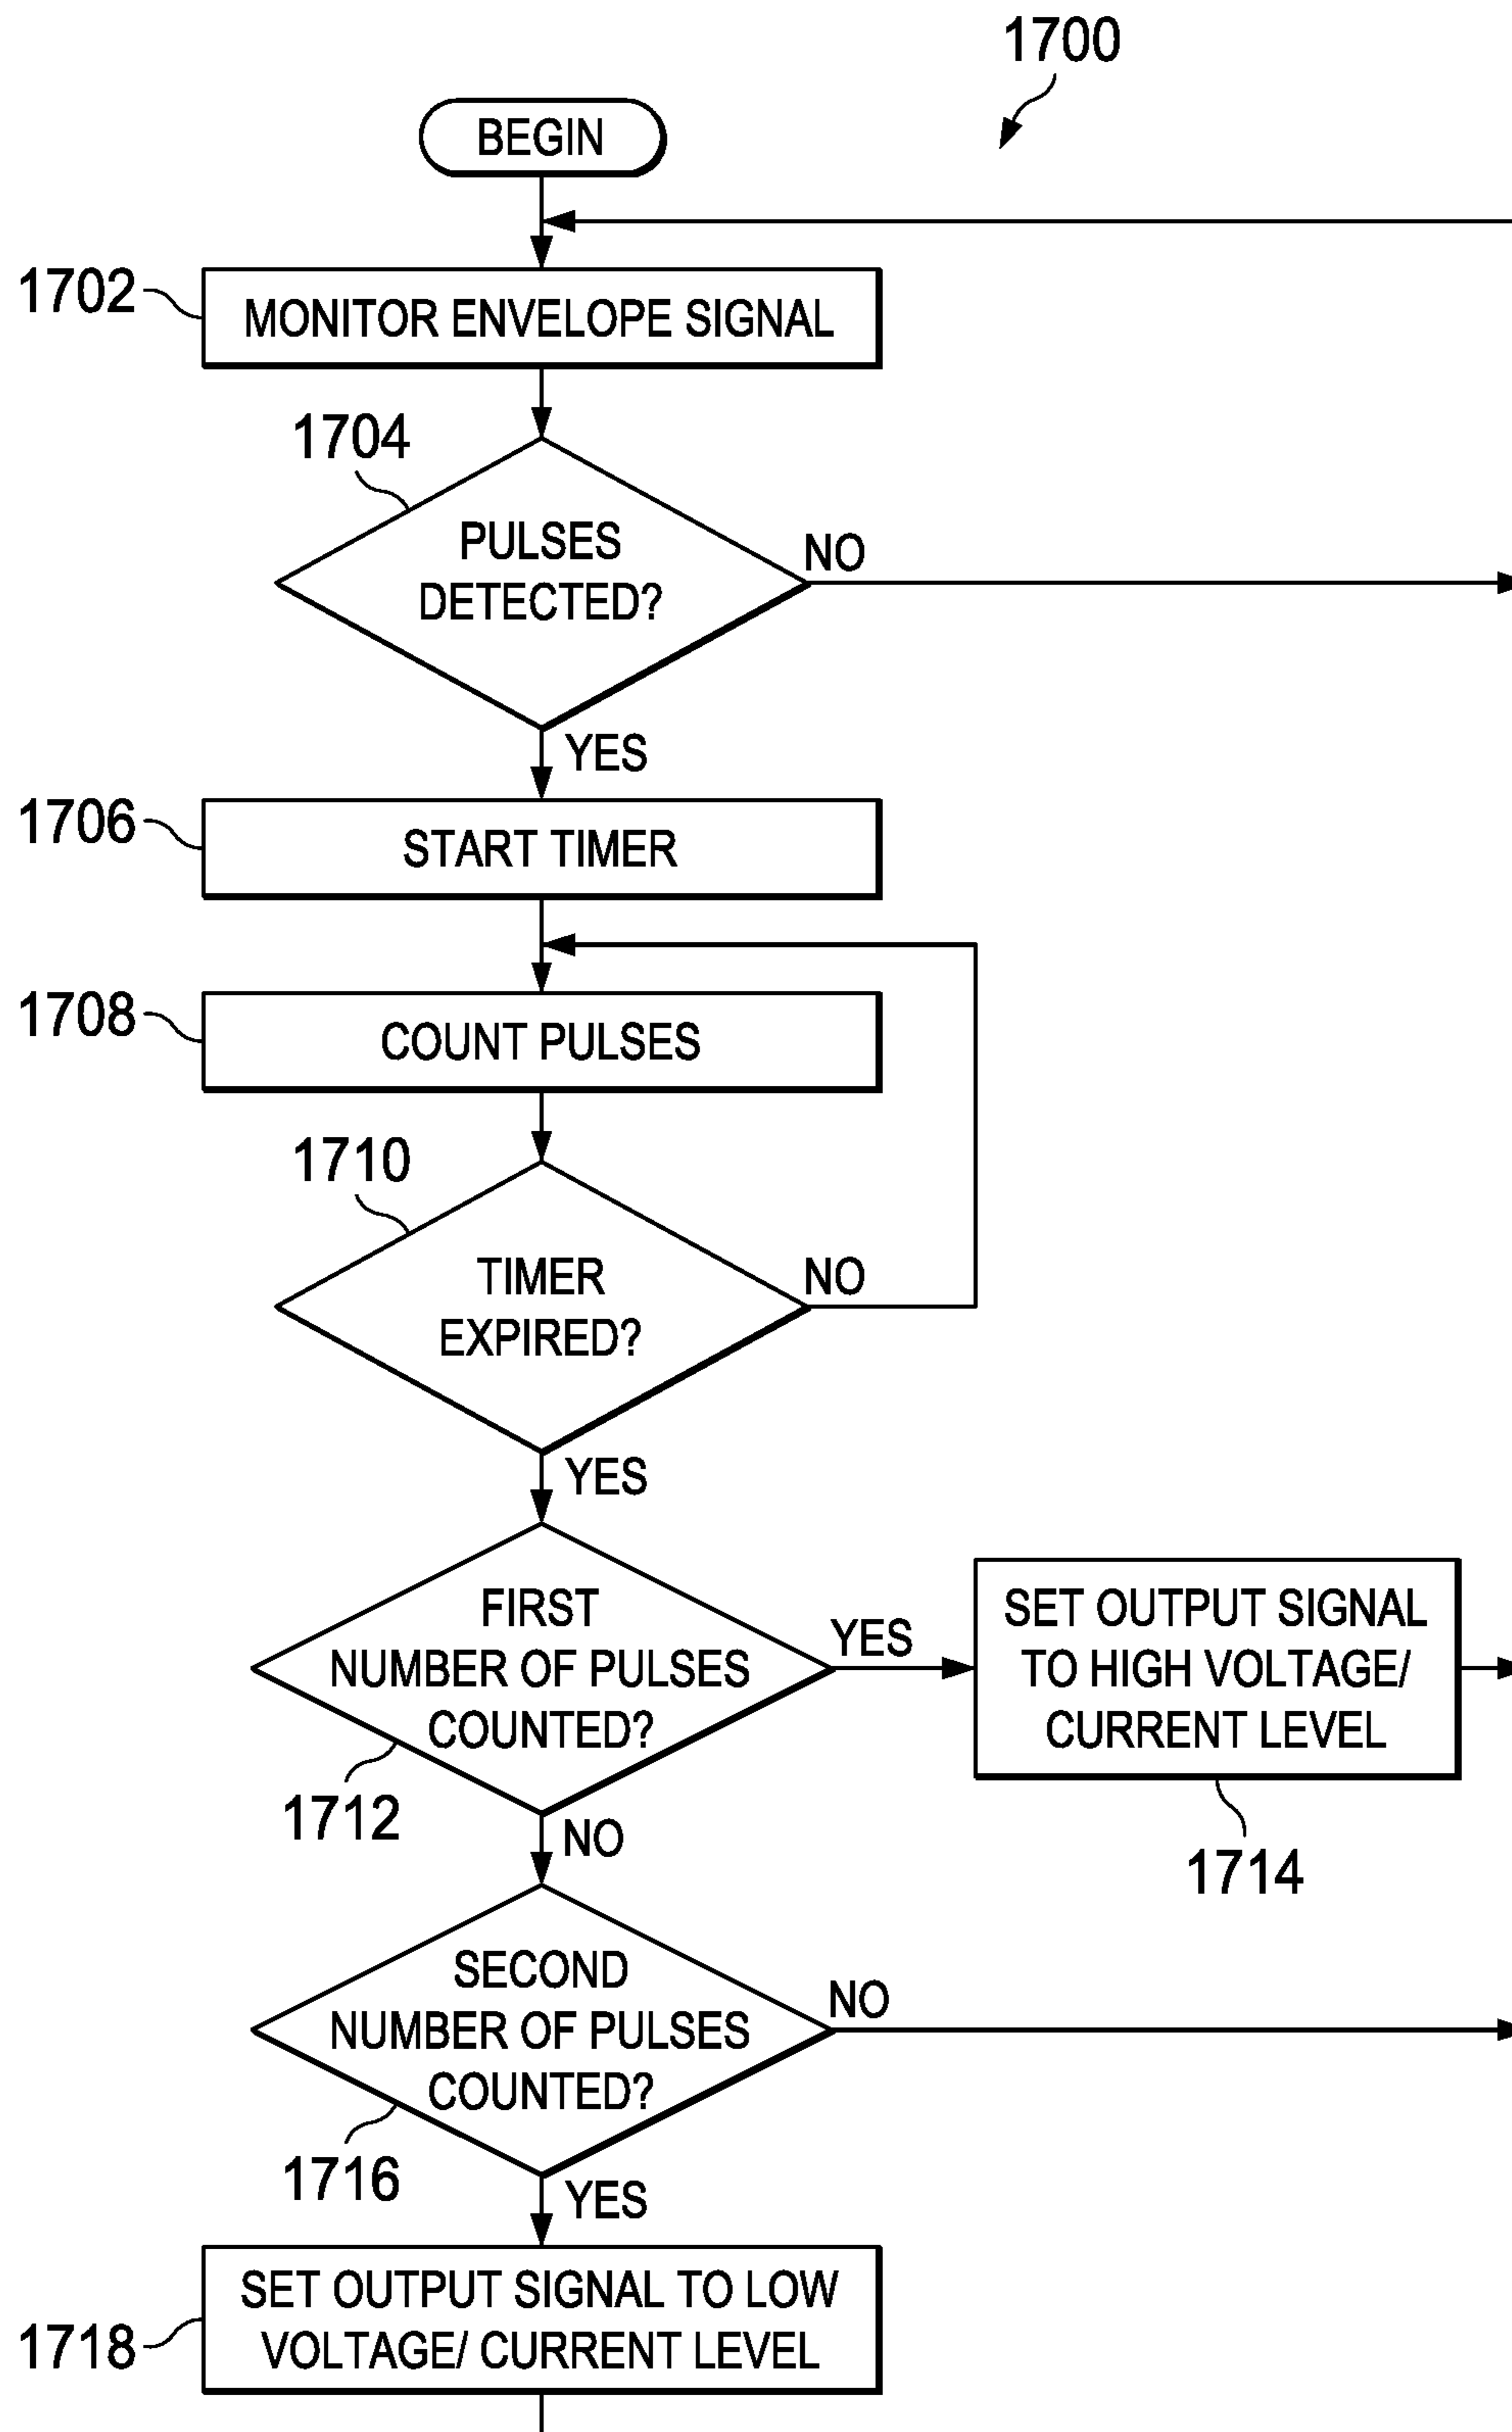 1700
BEGIN
1702
MONITOR ENVELOPE SIGNAL
1704
PULSES
DETECTED?
NO
YES
1706
START TIMER
1708
COUNT PULSES
1710
TIMER
EXPIRED?
NO
YES
FIRST
NUMBER OF PULSES
COUNTED?
YES
SET OUTPUT SIGNAL
TO HIGH VOLTAGE/
CURRENT LEVEL
1712
NO
1714
SECOND
NUMBER OF PULSES
COUNTED?
NO
1716
YES
SET OUTPUT SIGNAL TO LOW
VOLTAGE/ CURRENT LEVEL
1718